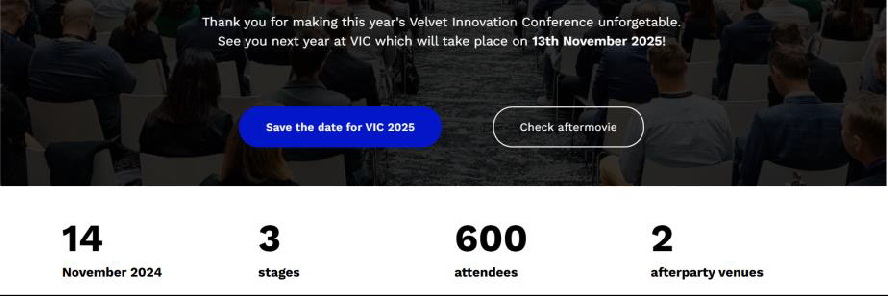 Thank you for making this year's Velvet Innovation Conference unforgetable.
See you next year at VIC which will take place on 13th November 2025!
Save the date for VIC 2025
Check aftermovie
14
November 2024
3
stages
600
attendees
2
afterparty venues